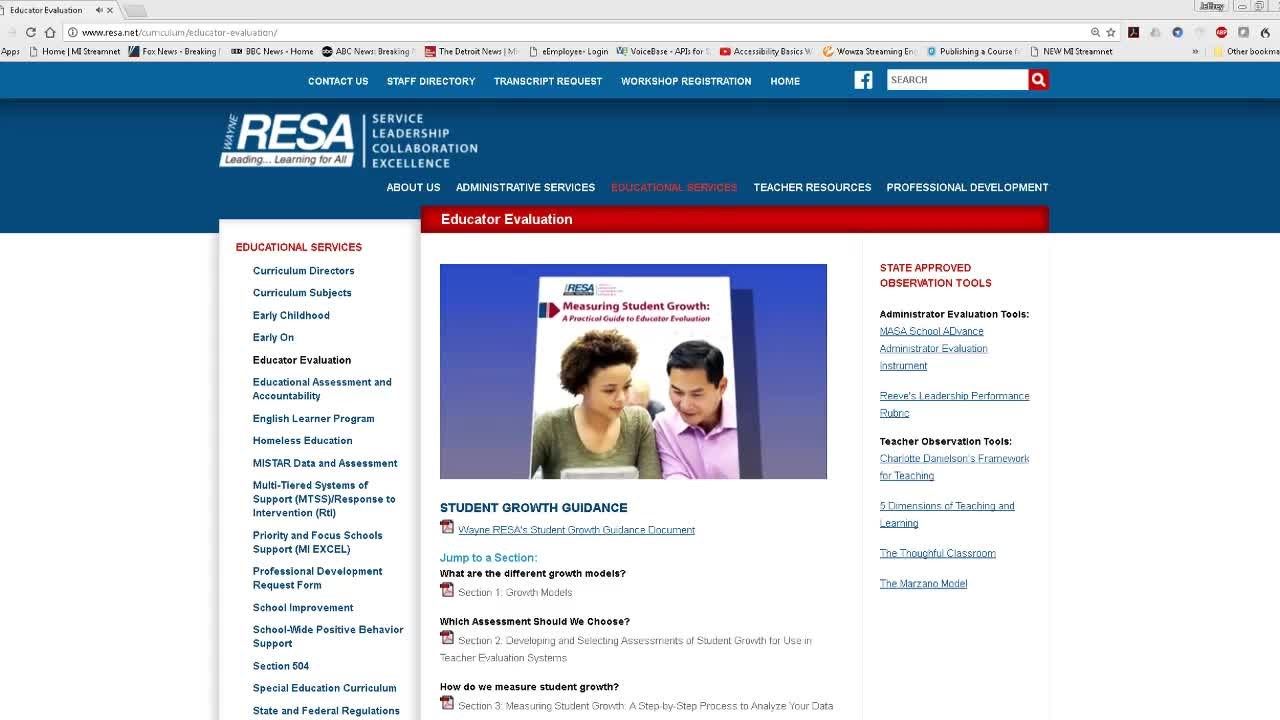 Educator Evaluation
Jeffrey
www.resa.net/curriculum/educator-evaluation/
Apps
Home | MI Streamnet
Fox News - Breaking
BBC News - Home
ABC News: Breaking
The Detroit News | M
eEmployee- Login
VoiceBase - APIs for S
Accessibility Basics W
Wowza Streaming En
Publishing a Course f
NEW MI Streamnet
»
Other bookma
CONTACT US
STAFF DIRECTORY
TRANSCRIPT REQUEST
WORKSHOP REGISTRATION
HOME
SEARCH
WAYNE
RESA
Leading... Learning for All
SERVICE
LEADERSHIP
COLLABORATION
EXCELLENCE
ABOUT US
ADMINISTRATIVE SERVICES
EDUCATIONAL SERVICES
TEACHER RESOURCES
PROFESSIONAL DEVELOPMENT
Educator Evaluation
EDUCATIONAL SERVICES
Curriculum Directors
Curriculum Subjects
Early Childhood
Early On
Educator Evaluation
Educational Assessment and
Accountability
English Learner Program
Homeless Education
MISTAR Data and Assessment
Multi-Tiered Systems of
Support (MTSS)/Response to
Intervention (RtI)
Priority and Focus Schools
Support (MI EXCEL)
Professional Development
Request Form
School Improvement
School-Wide Positive Behavior
Support
Section 504
Special Education Curriculum
State and Federal Regulations
RESA
Measuring Student Growth:
A Practical Guide to Educator Evaluation
STUDENT GROWTH GUIDANCE
Wayne RESA's Student Growth Guidance Document
Jump to a Section:
What are the different growth models?
Section 1: Growth Models
Which Assessment Should We Choose?
Section 2: Developing and Selecting Assessments of Student Growth for Use in
Teacher Evaluation Systems
How do we measure student growth?
Section 3: Measuring Student Growth: A Step-by-Step Process to Analyze Your Data
STATE APPROVED
OBSERVATION TOOLS
Administrator Evaluation Tools:
MASA School ADvance
Administrator Evaluation
Instrument
Reeve's Leadership Performance
Rubric
Teacher Observation Tools:
Charlotte Danielson's Framework
for Teaching
5 Dimensions of Teaching and
Learning
The Thoughtful Classroom
The Marzano Model